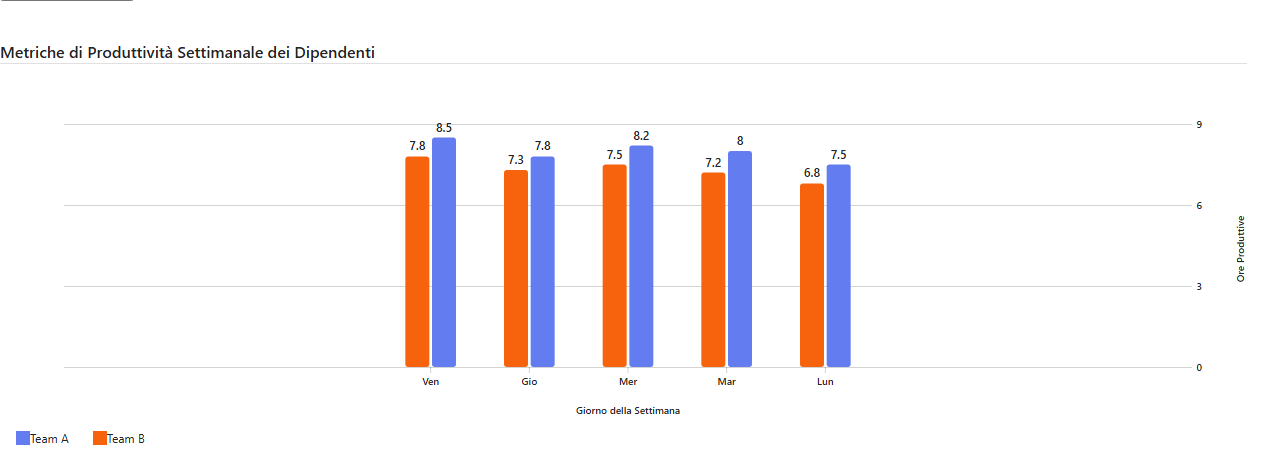 Metriche di Produttività Settimanale dei Dipendenti
8.5
7.8
7.3
7.8
7.5
8.2
7.2
8
6.8
7.5
9
6
3
0
Ore Produttive
Ven Gio Mer Mar Lun
Giorno della Settimana
Team A Team B